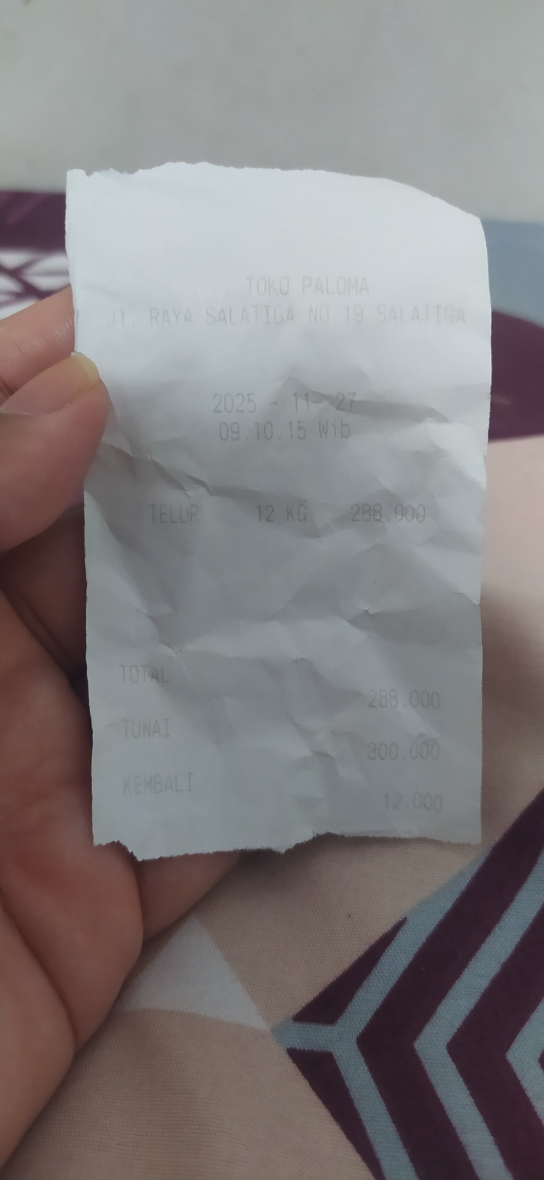 TOKO PALOMA
Jl. RAYA SALATIGA NO 19 SALATIGA
2025 - 11- 27
09.10.15 Wib
TELUR 12 KG 288.000
TOTAL
288.000
TUNAI
300.000
KEMBALI
12.000